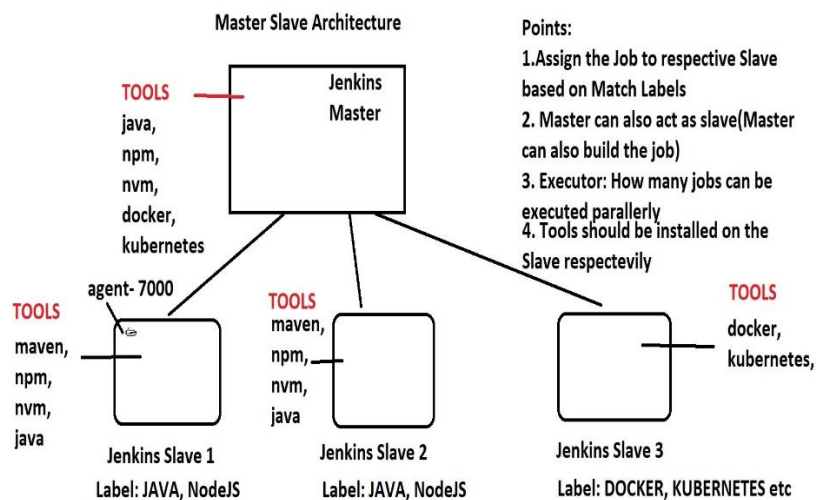 Master Slave Architecture
TOOLS
java,
npm,
nvm,
docker,
kubernetes
Jenkins
Master
Points:
1.Assign the Job to respective Slave
based on Match Labels
2. Master can also act as slave(Master
can also build the job)
3. Executor: How many jobs can be
executed parallerly
4. Tools should be installed on the
Slave respectevily
agent- 7000
TOOLS
maven,
npm,
nvm,
java
Jenkins Slave 1
Label: JAVA, NodeJS
TOOLS
maven,
npm,
nvm,
java
Jenkins Slave 2
Label: JAVA, NodeJS
TOOLS
docker,
kubernetes,
Jenkins Slave 3
Label: DOCKER, KUBERNETES etc